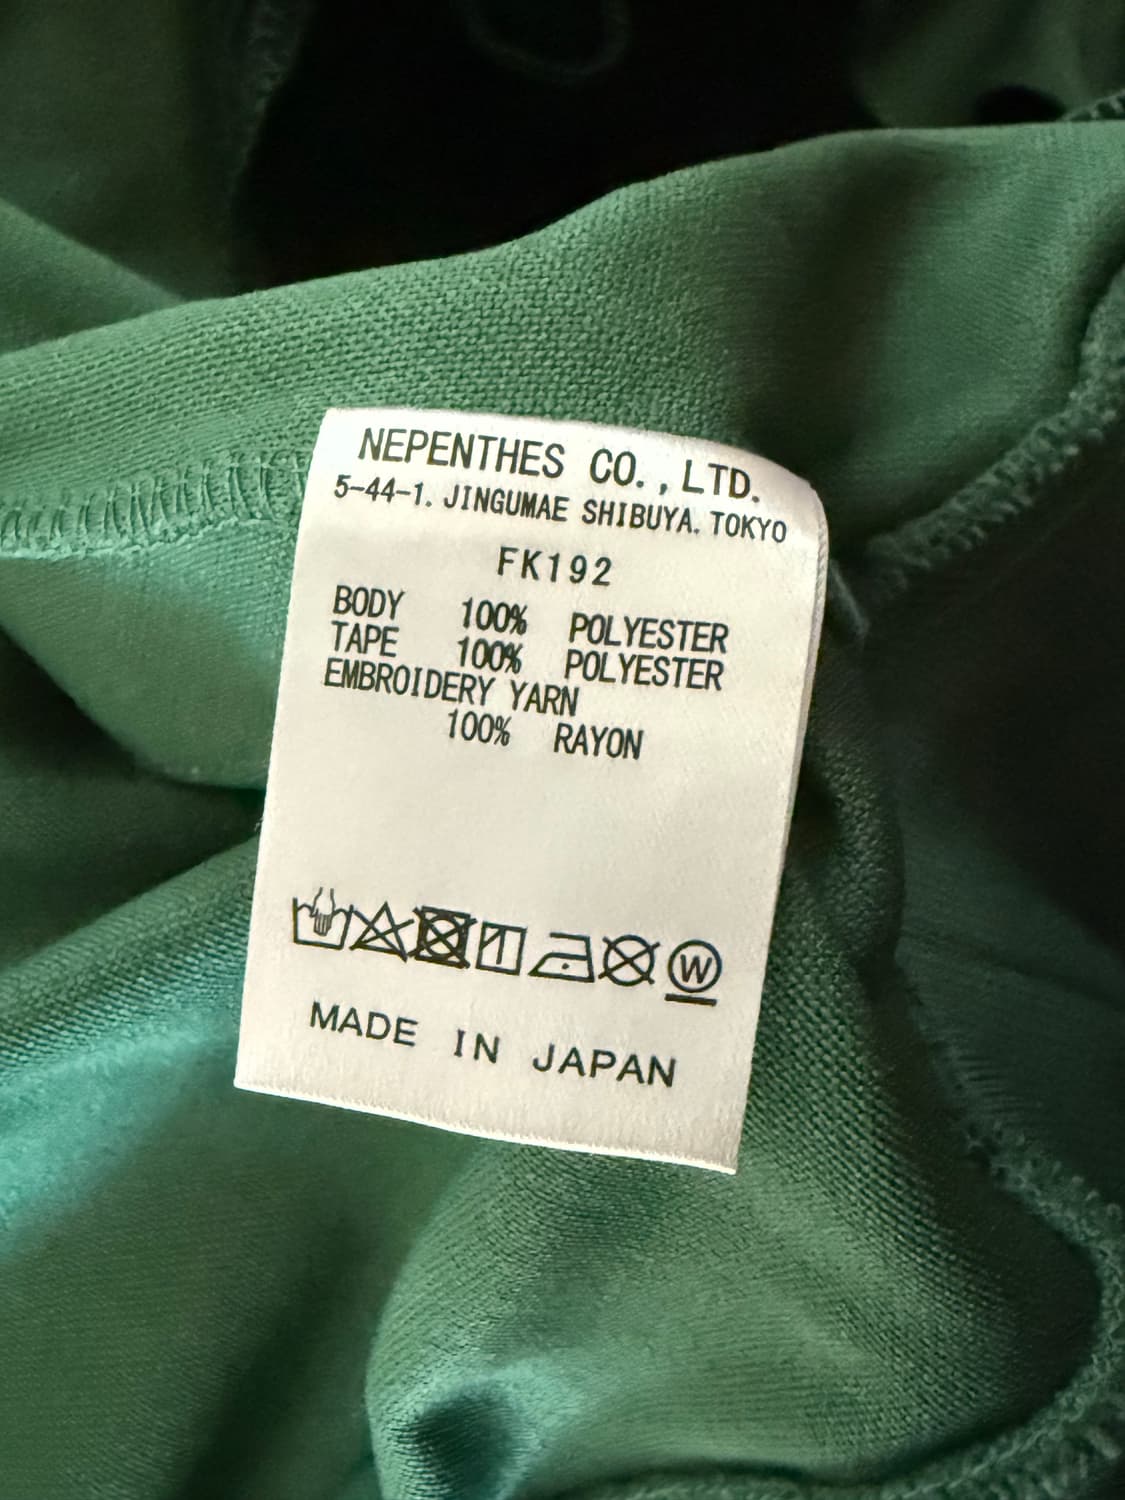 NEPENTHES CO.,LTD.
5-44-1. JINGUMAE SHIBUYA. TOKYO
FK192
BODY 100% POLYESTER
TAPE 100% POLYESTER
EMBROIDERY YARN
100% RAYON
W
MADE IN JAPAN